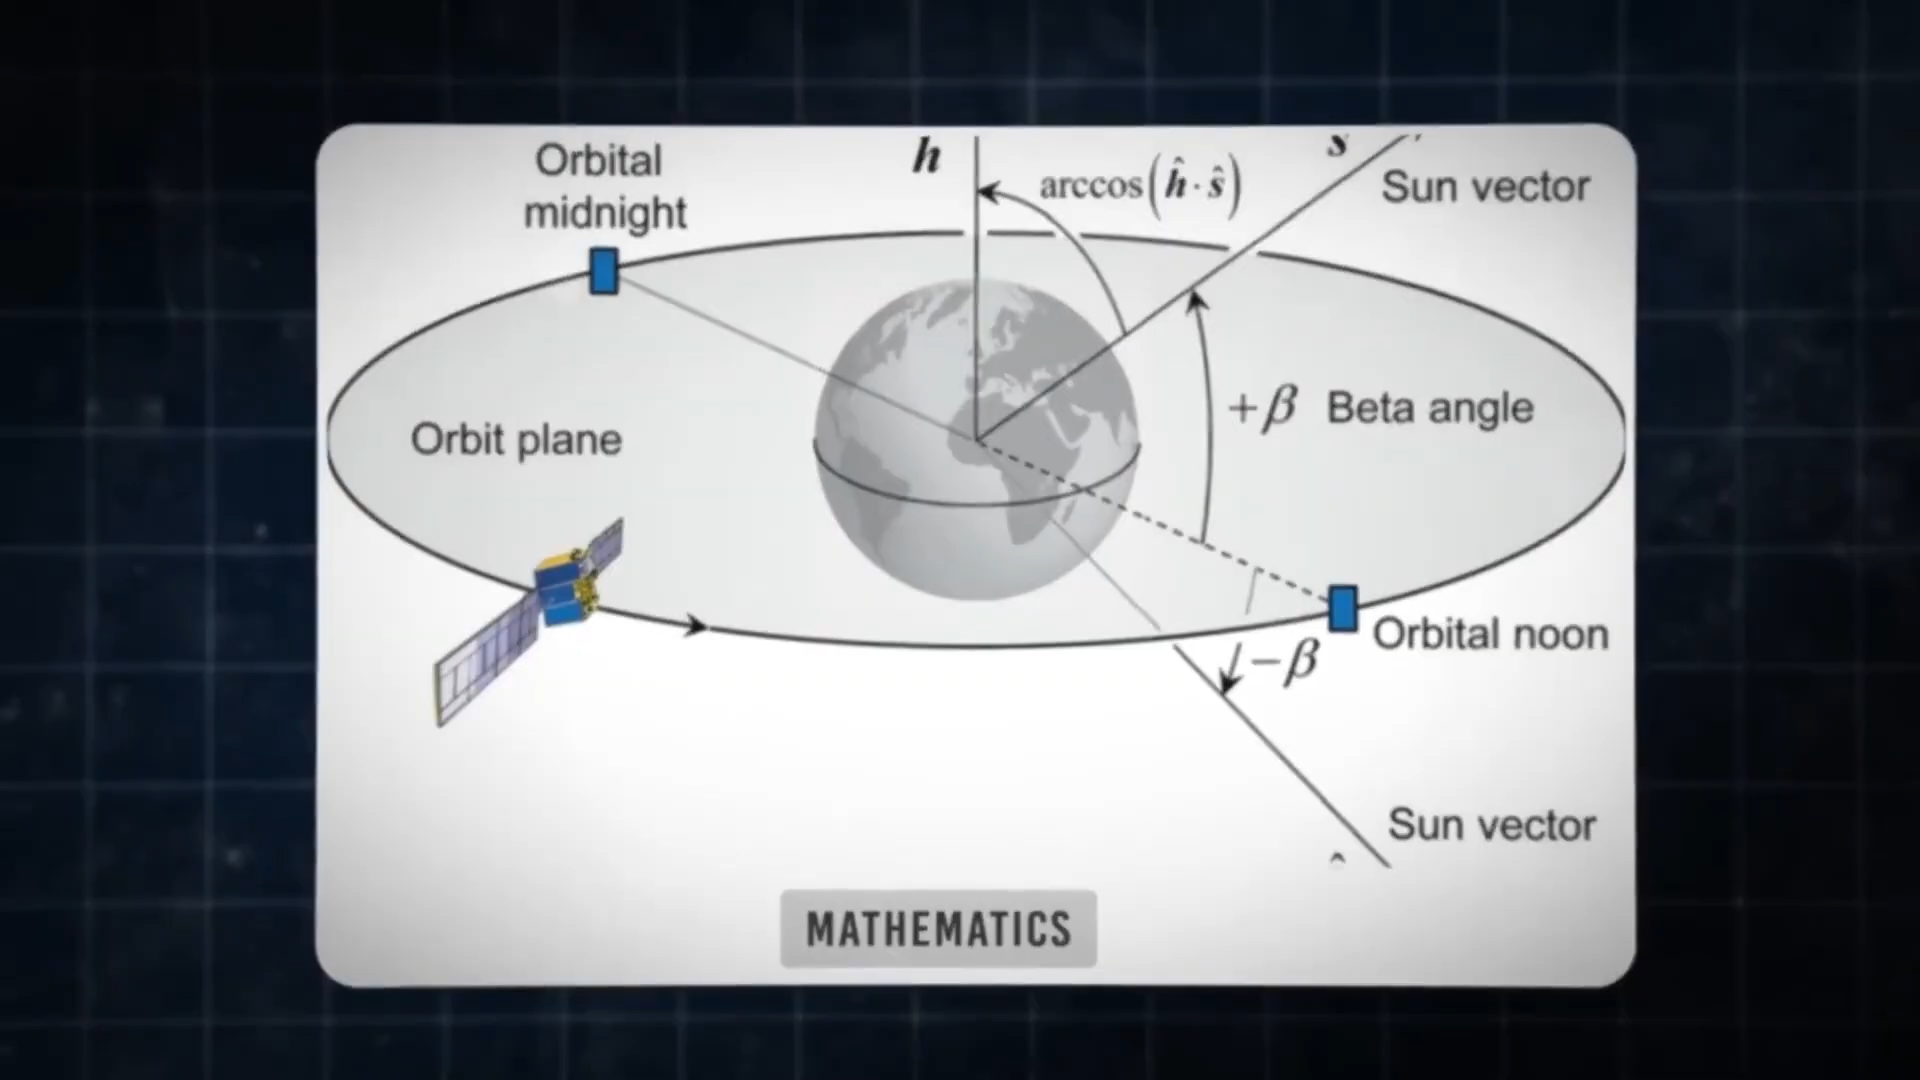 Orbital
midnight
h
arccos(ĥ · ŝ)
s
Sun vector
+β Beta angle
Orbit plane
Orbital noon
−β
Sun vector
MATHEMATICS